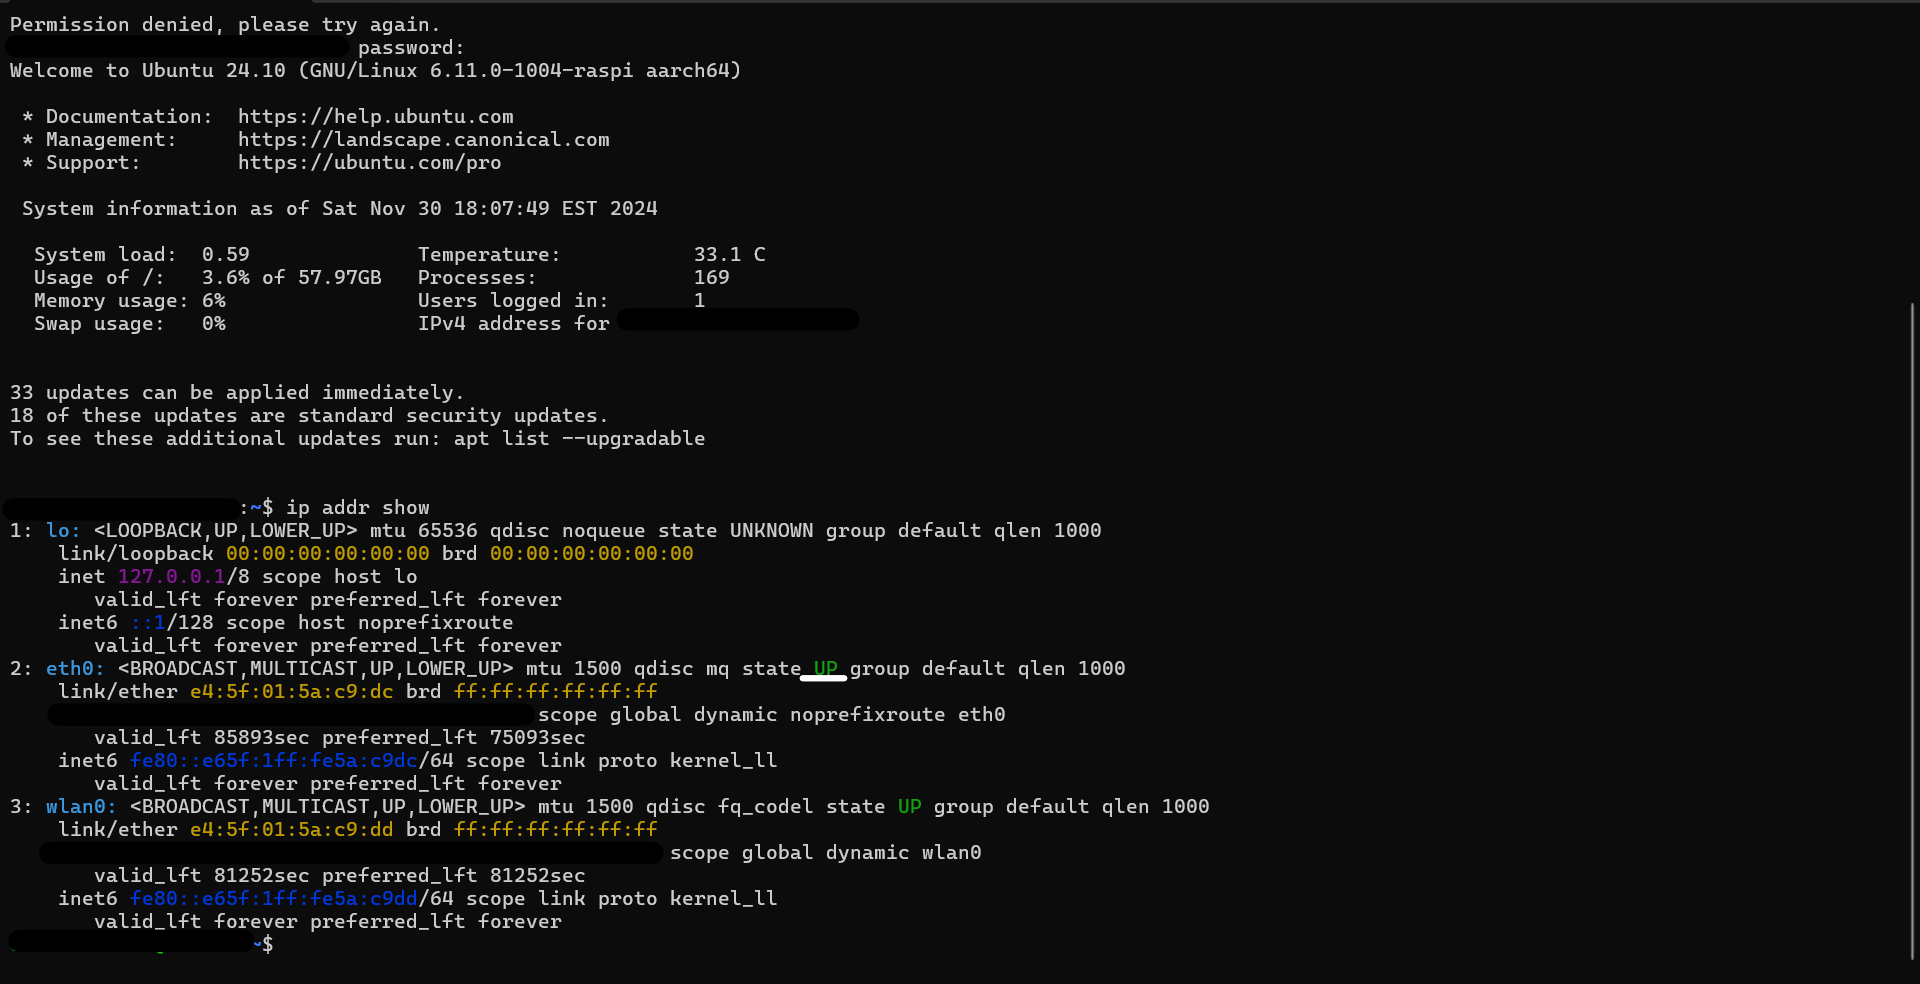 Permission denied, please try again.
password:
Welcome to Ubuntu 24.10 (GNU/Linux 6.11.0-1004-raspi aarch64)
* Documentation:  https://help.ubuntu.com
* Management:     https://landscape.canonical.com
* Support:        https://ubuntu.com/pro
System information as of Sat Nov 30 18:07:49 EST 2024
System load:  0.59              Temperature:           33.1 C
Usage of /:   3.6% of 57.97GB   Processes:             169
Memory usage: 6%                Users logged in:       1
Swap usage:   0%                IPv4 address for
33 updates can be applied immediately.
18 of these updates are standard security updates.
To see these additional updates run: apt list --upgradable
:~$ ip addr show
1: lo: <LOOPBACK,UP,LOWER_UP> mtu 65536 qdisc noqueue state UNKNOWN group default qlen 1000
link/loopback 00:00:00:00:00:00 brd 00:00:00:00:00:00
inet 127.0.0.1/8 scope host lo
valid_lft forever preferred_lft forever
inet6 ::1/128 scope host noprefixroute
valid_lft forever preferred_lft forever
2: eth0: <BROADCAST,MULTICAST,UP,LOWER_UP> mtu 1500 qdisc mq state UP group default qlen 1000
link/ether e4:5f:01:5a:c9:dc brd ff:ff:ff:ff:ff:ff
scope global dynamic noprefixroute eth0
valid_lft 85893sec preferred_lft 75093sec
inet6 fe80::e65f:1ff:fe5a:c9dc/64 scope link proto kernel_ll
valid_lft forever preferred_lft forever
3: wlan0: <BROADCAST,MULTICAST,UP,LOWER_UP> mtu 1500 qdisc fq_codel state UP group default qlen 1000
link/ether e4:5f:01:5a:c9:dd brd ff:ff:ff:ff:ff:ff
scope global dynamic wlan0
valid_lft 81252sec preferred_lft 81252sec
inet6 fe80::e65f:1ff:fe5a:c9dd/64 scope link proto kernel_ll
valid_lft forever preferred_lft forever
~$